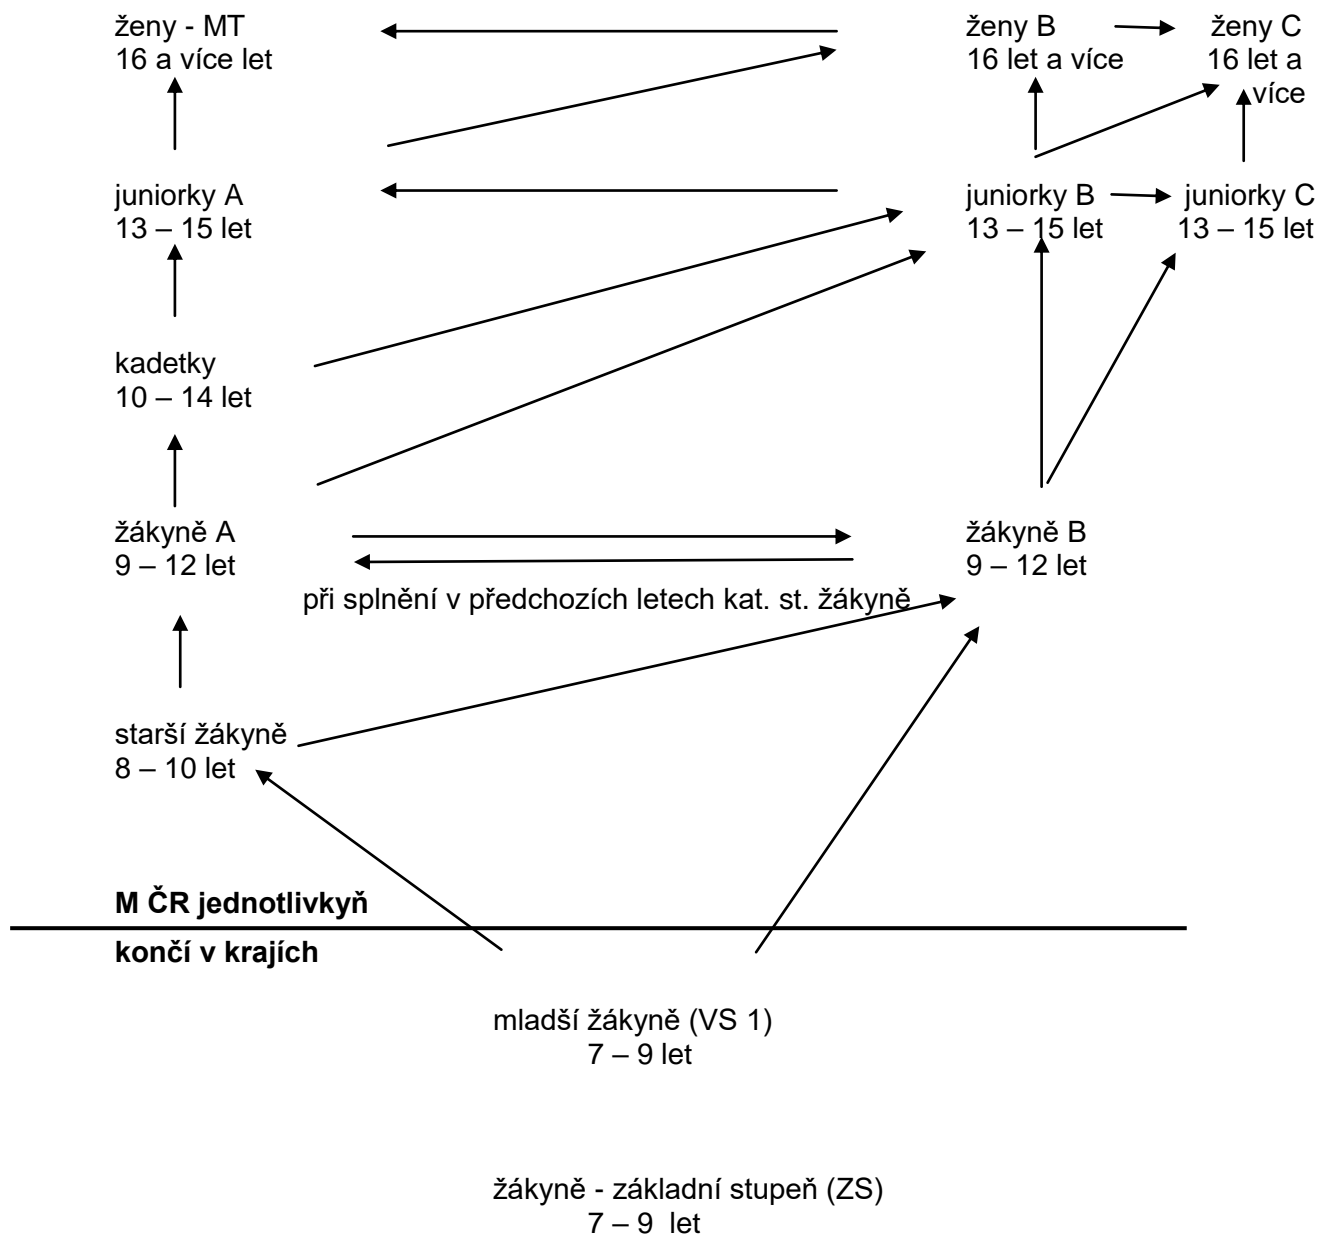 ženy - MT
16 a více let
ženy B
16 let a více
ženy C
16 let a
více
juniorky A
13 – 15 let
juniorky B
13 – 15 let
juniorky C
13 – 15 let
kadetky
10 – 14 let
žákyně A
9 – 12 let
žákyně B
9 – 12 let
při splnění v předchozích letech kat. st. žákyně
starší žákyně
8 – 10 let
M ČR jednotlivkyň
končí v krajích
mladší žákyně (VS 1)
7 – 9 let
žákyně - základní stupeň (ZS)
7 – 9 let